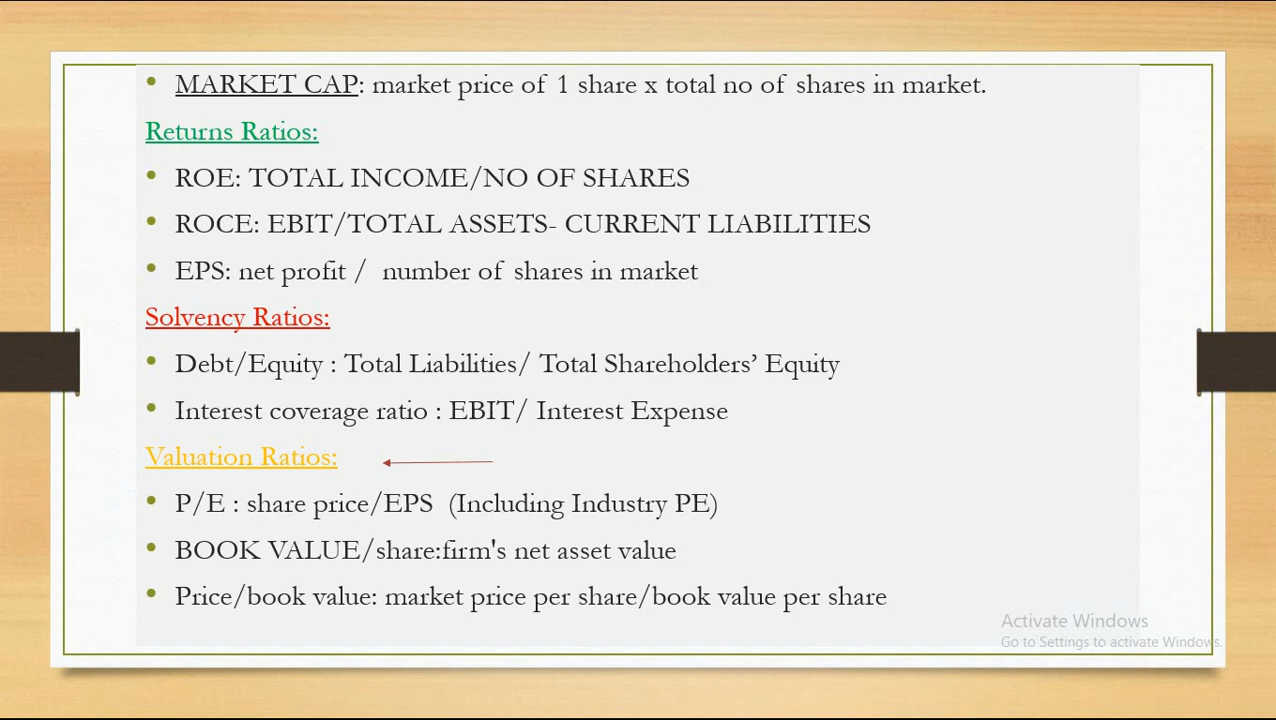 MARKET CAP: market price of 1 share x total no of shares in market.
Returns Ratios:
ROE: TOTAL INCOME/NO OF SHARES
ROCE: EBIT/TOTAL ASSETS- CURRENT LIABILITIES
EPS: net profit / number of shares in market
Solvency Ratios:
Debt/Equity : Total Liabilities/ Total Shareholders’ Equity
Interest coverage ratio : EBIT/ Interest Expense
Valuation Ratios:
P/E : share price/EPS (Including Industry PE)
BOOK VALUE/share:firm's net asset value
Price/book value: market price per share/book value per share
Activate Windows
Go to Settings to activate Windows.